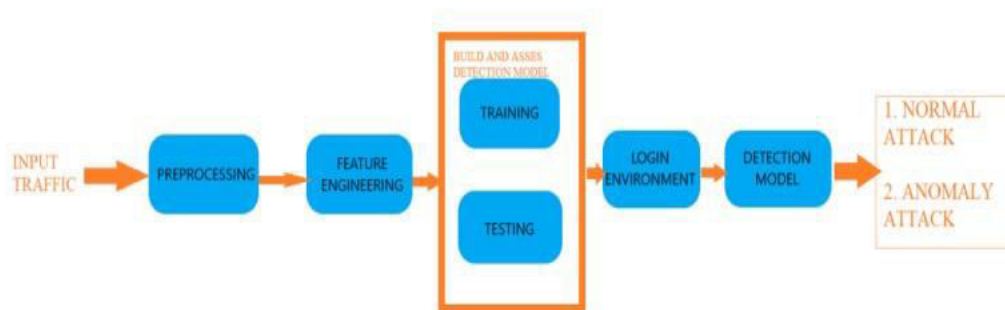 INPUT
TRAFFIC
PREPROCESSING
FEATURE
ENGINEERING
BUILD AND ASSES
DETECTION MODEL
TRAINING
TESTING
LOGIN
ENVIRONMENT
DETECTION
MODEL
1. NORMAL
ATTACK
2. ANOMALY
ATTACK